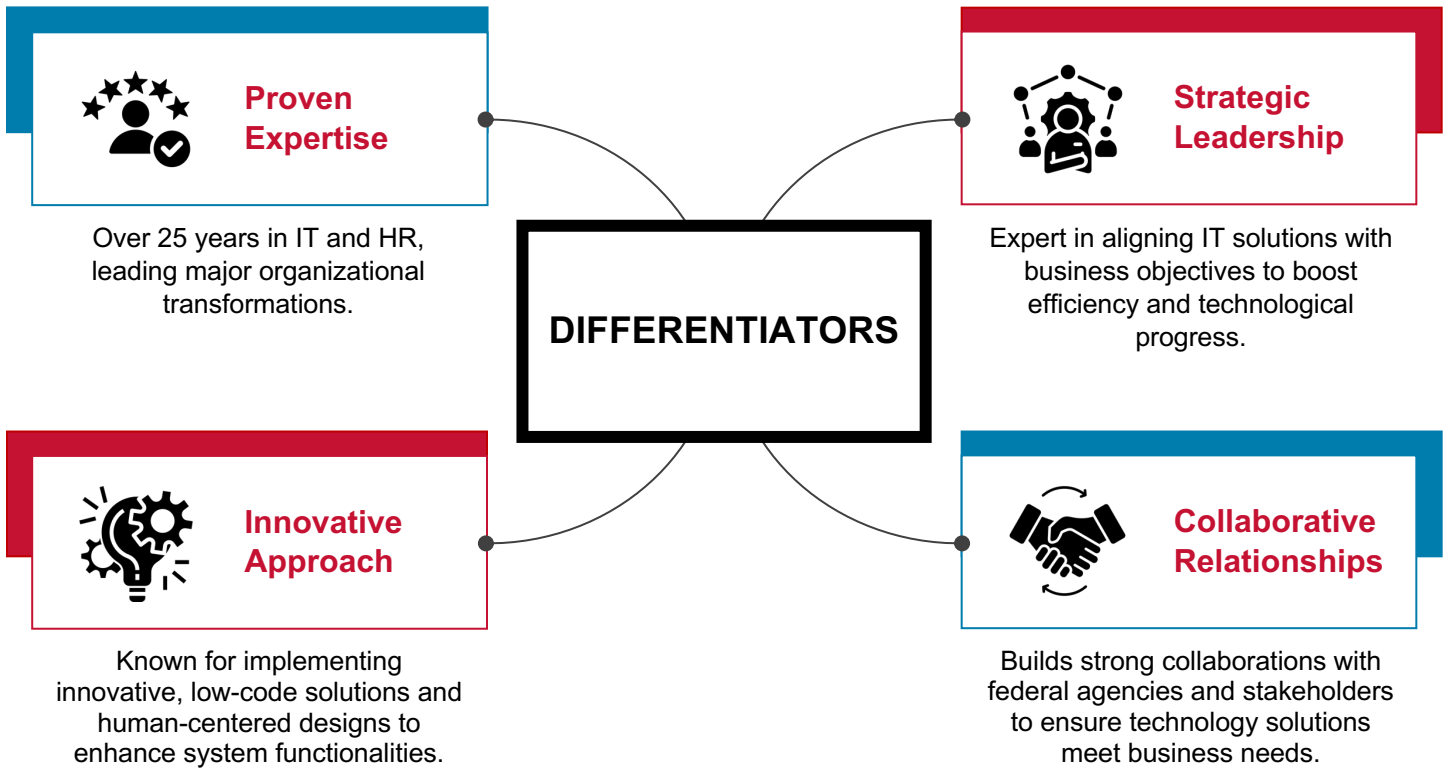 Proven
Expertise
Over 25 years in IT and HR,
leading major organizational
transformations.
Strategic
Leadership
Expert in aligning IT solutions with
business objectives to boost
efficiency and technological
progress.
DIFFERENTIATORS
Innovative
Approach
Known for implementing
innovative, low-code solutions and
human-centered designs to
enhance system functionalities.
Collaborative
Relationships
Builds strong collaborations with
federal agencies and stakeholders
to ensure technology solutions
meet business needs.